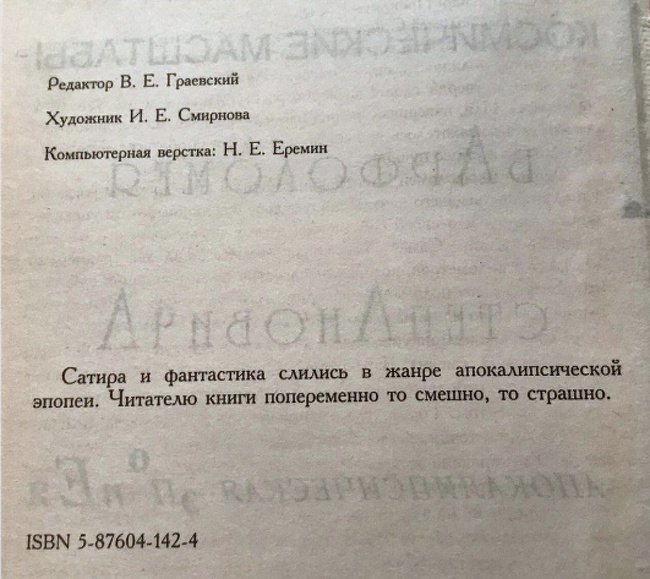 Редактор В. Е. Граевский
Художник И. Е. Смирнова
Компьютерная верстка: Н. Е. Еремин
Сатира и фантастика слились в жанре апокалипсической
эпопеи. Читателю книги попеременно то смешно, то страшно.
ISBN 5-87604-142-4